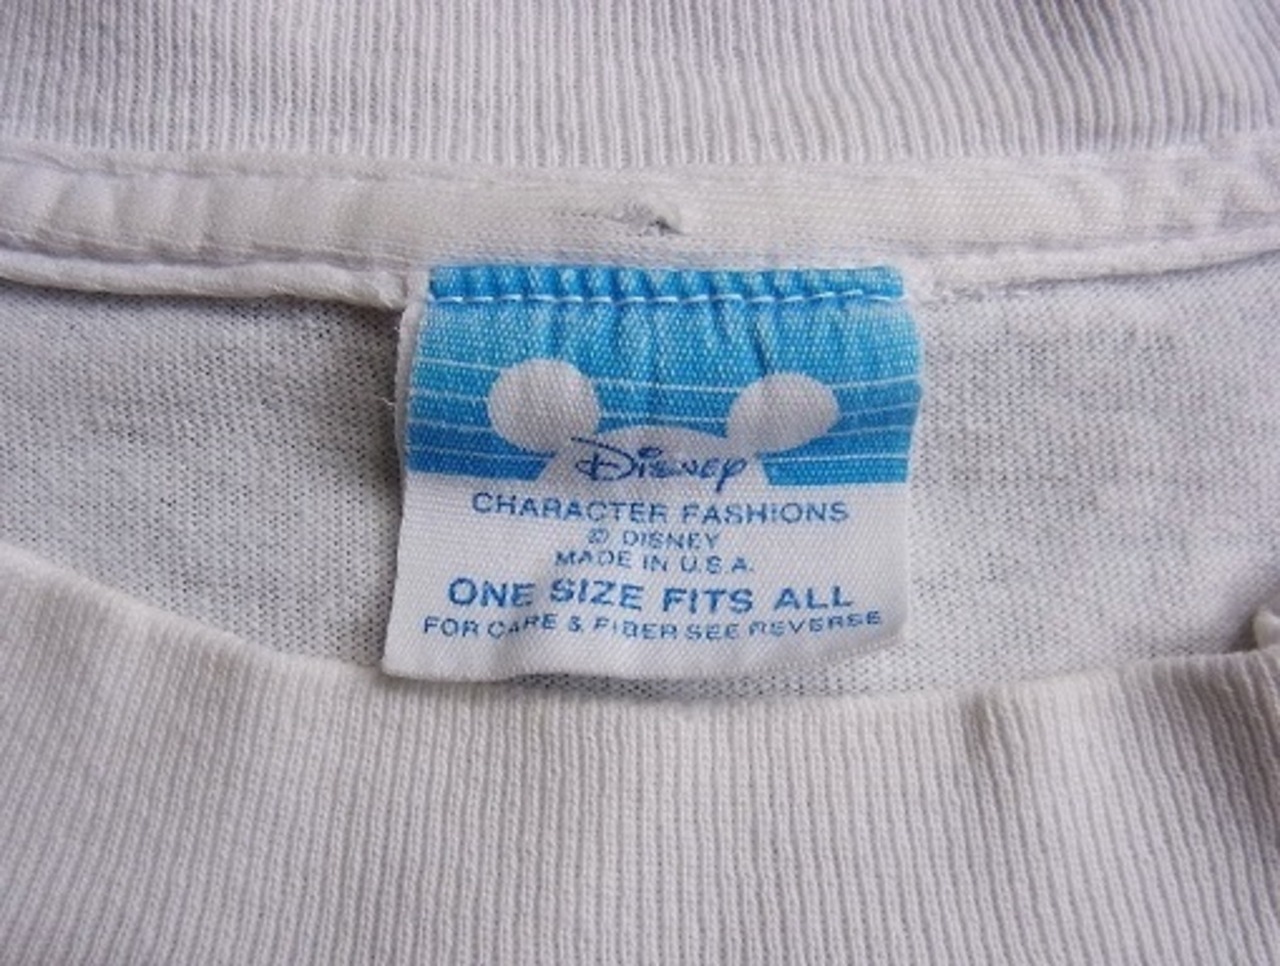 Disney
CHARACTER FASHIONS
© DISNEY
MADE IN U.S.A.
ONE SIZE FITS ALL
FOR CARE & FIBER SEE REVERSE